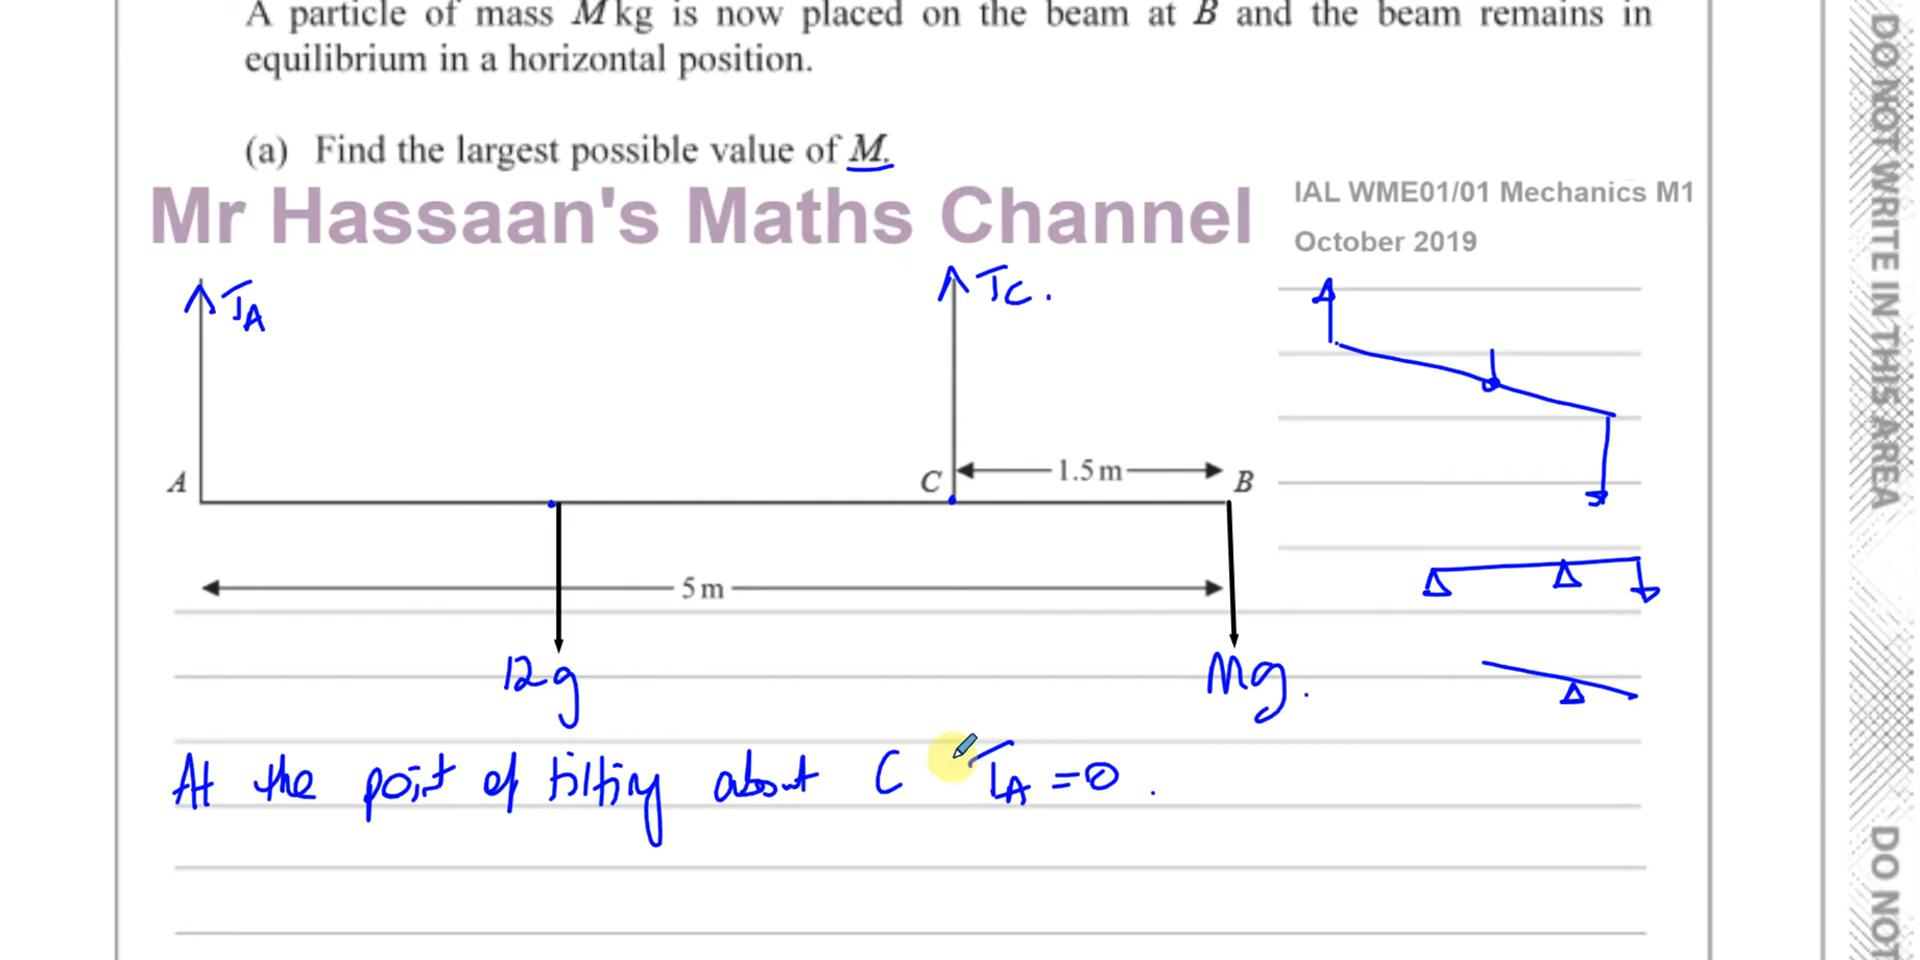 A particle of mass M kg is now placed on the beam at B and the beam remains in
equilibrium in a horizontal position.
(a) Find the largest possible value of M.
Mr Hassaan's Maths Channel
IAL WME01/01 Mechanics M1
October 2019
T_A
T_C.
A
C
1.5 m
B
5 m
12g
Mg.
At the point of tilting about C T_A = 0.
DO NOT WRITE IN THIS AREA
DO NOT